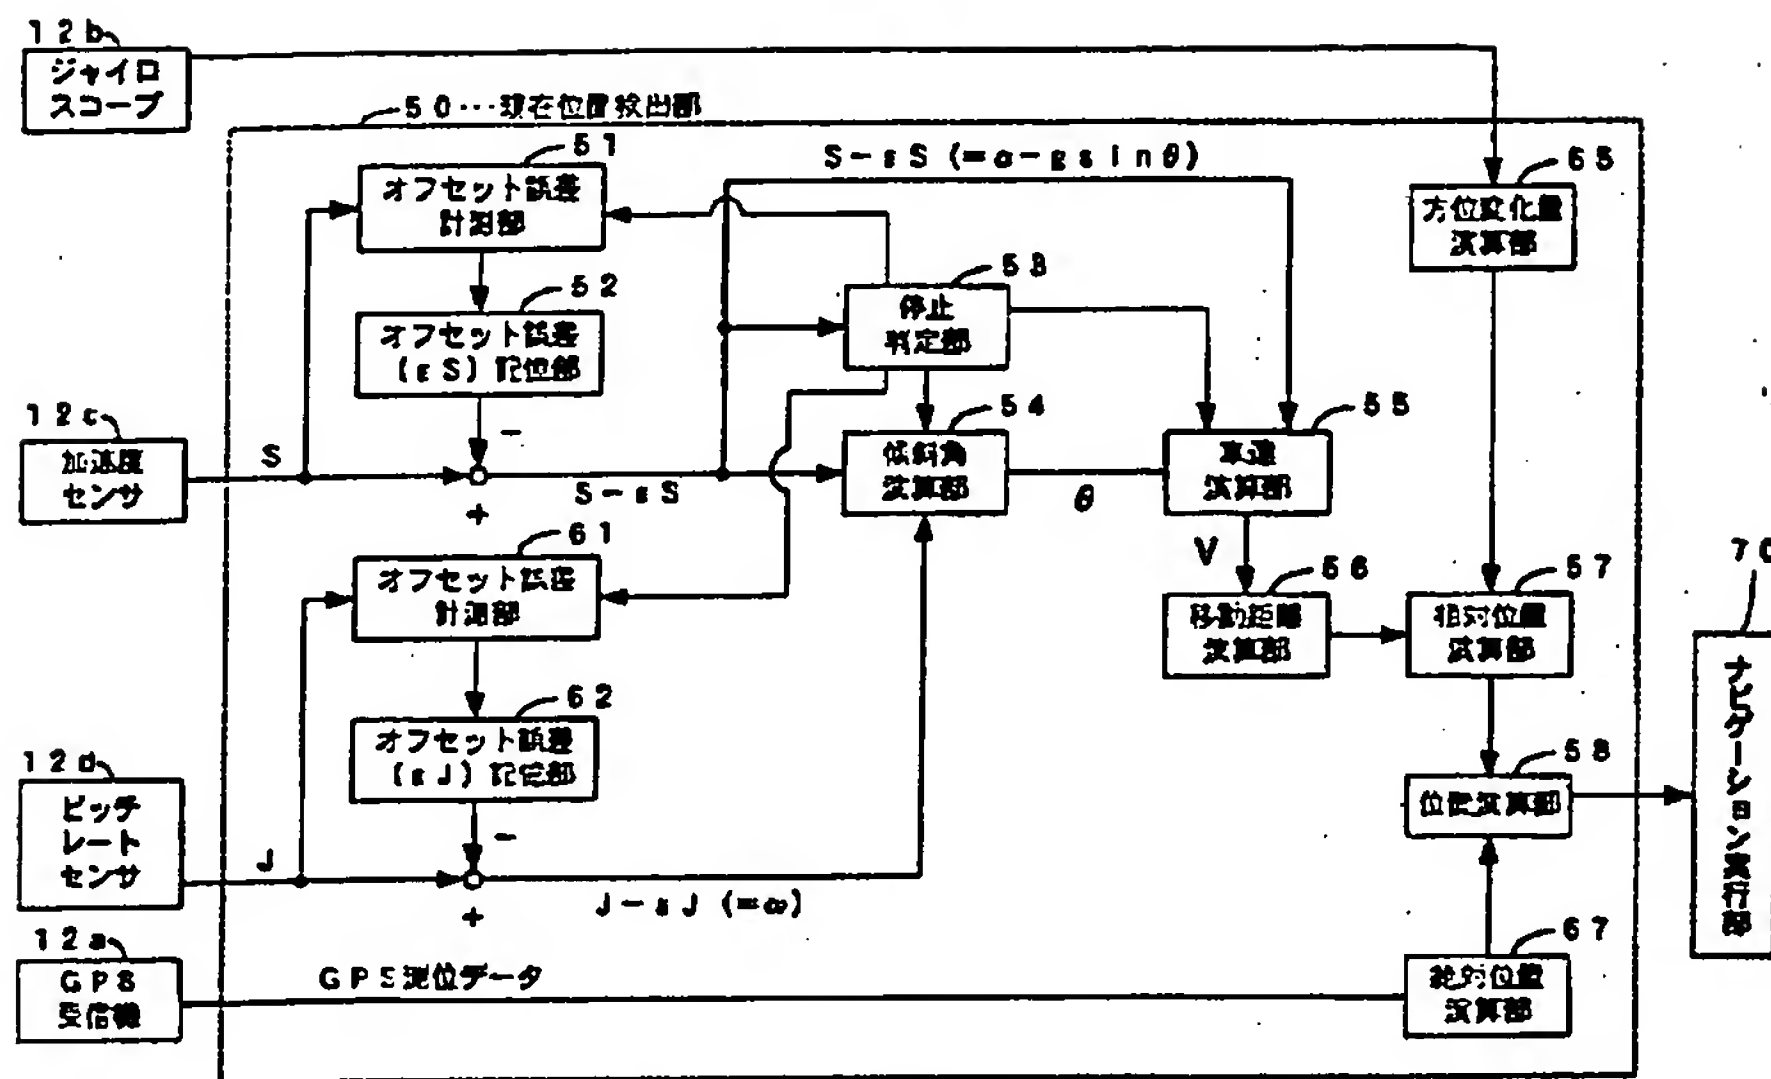 12b
ジャイロ
スコープ
50…現在位置検出部
51
オフセット誤差
計測部
S-εS (=α-gsinθ)
65
方位変化量
演算部
52
オフセット誤差
(εS) 記憶部
53
停止
判定部
12c
加速度
センサ
S
-
+
S-εS
54
傾斜角
演算部
θ
55
車速
演算部
61
オフセット誤差
計測部
V
56
移動距離
演算部
57
相対位置
演算部
70
ナビゲーション実行部
62
オフセット誤差
(εJ) 記憶部
58
位置演算部
12d
ピッチ
レート
センサ
J
-
+
J-εJ (=ω)
12a
GPS
受信機
GPS測位データ
67
絶対位置
演算部